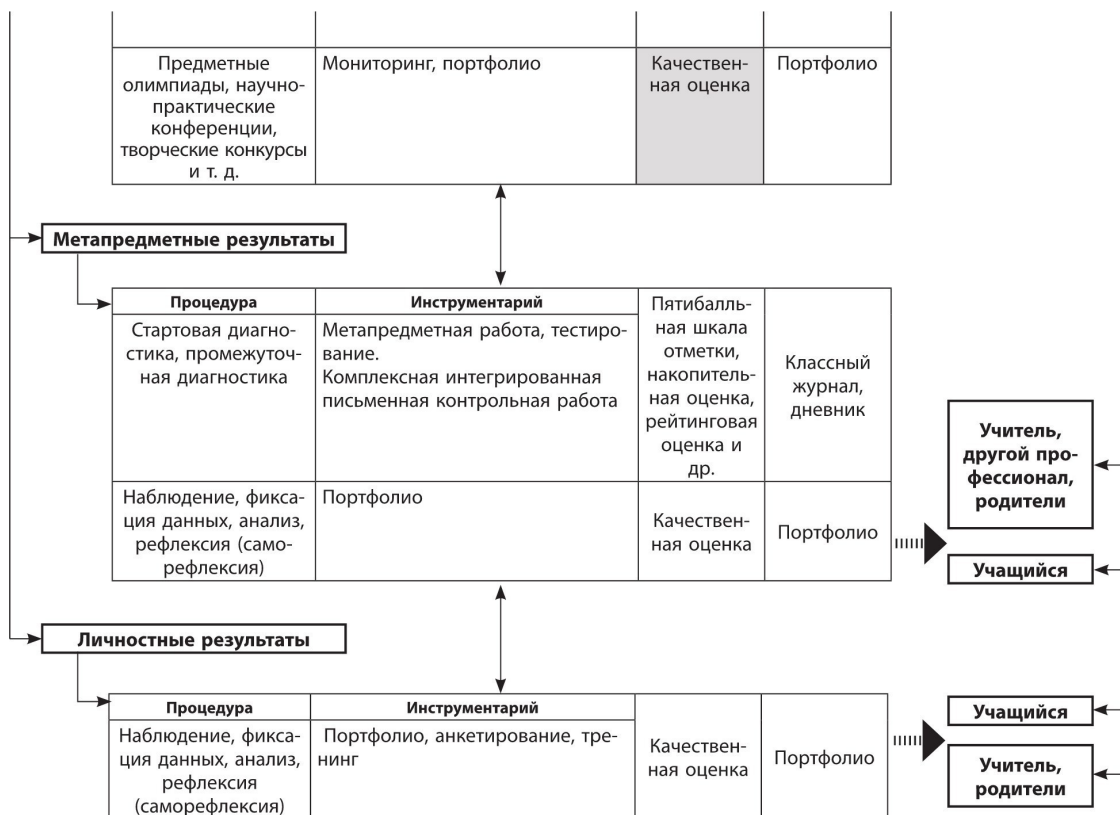 Предметные
олимпиады, научно-
практические
конференции,
творческие конкурсы
и т. д.
Мониторинг, портфолио
Качествен-
ная оценка
Портфолио
Метапредметные результаты
Процедура
Инструментарий
Стартовая диагно-
стика, промежуточ-
ная диагностика
Метапредметная работа, тестиро-
вание.
Комплексная интегрированная
письменная контрольная работа
Пятибалль-
ная шкала
отметки,
накопитель-
ная оценка,
рейтинговая
оценка и
др.
Классный
журнал,
дневник
Наблюдение, фикса-
ция данных, анализ,
рефлексия (само-
рефлексия)
Портфолио
Качествен-
ная оценка
Портфолио
Учитель,
другой про-
фессионал,
родители
Учащийся
Личностные результаты
Процедура
Инструментарий
Наблюдение, фикса-
ция данных, анализ,
рефлексия
(саморефлексия)
Портфолио, анкетирование, тре-
нинг
Качествен-
ная оценка
Портфолио
Учащийся
Учитель,
родители